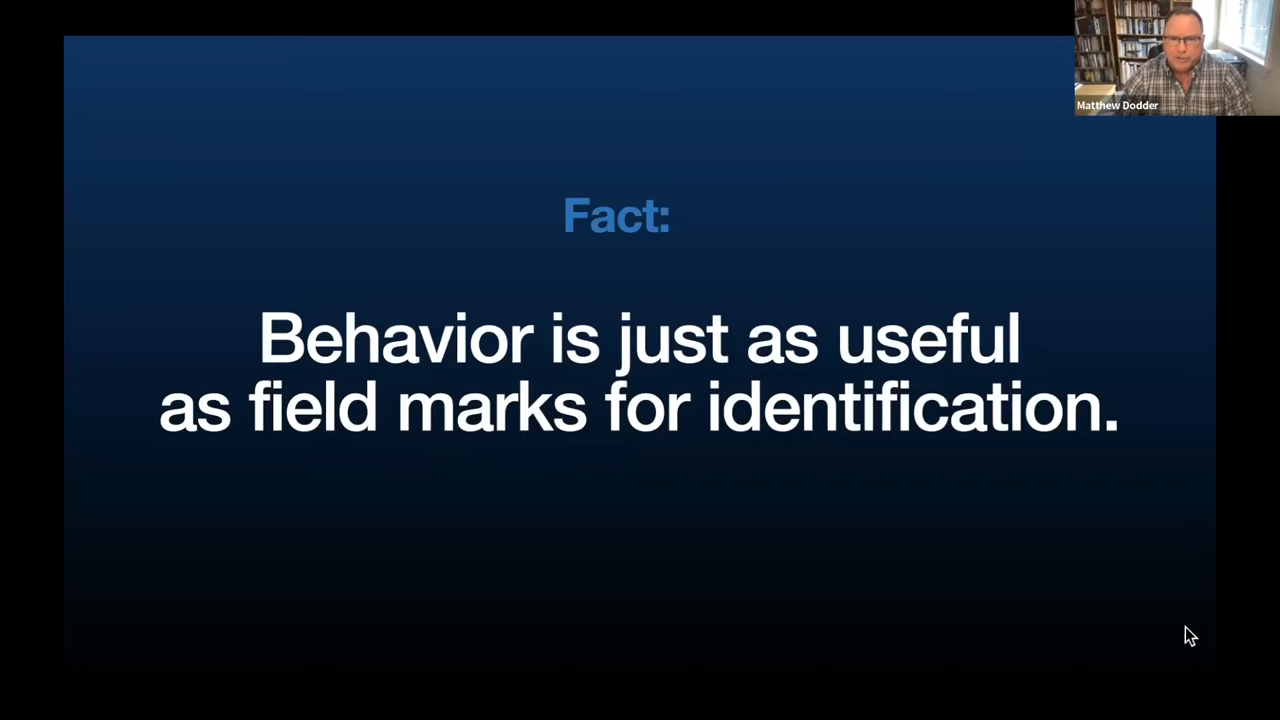 Matthew Dodder
Fact:
Behavior is just as useful
as field marks for identification.